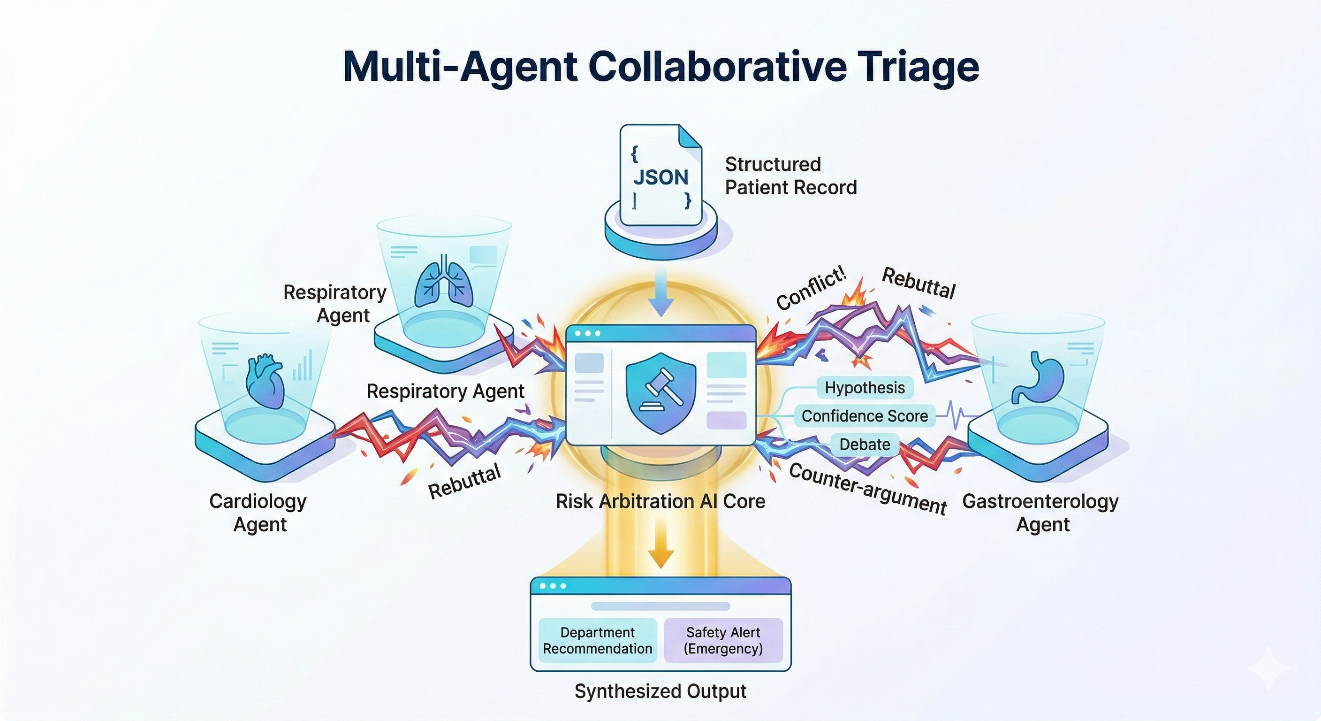 Multi-Agent Collaborative Triage
{
JSON
] }
Structured
Patient Record
Respiratory
Agent
Respiratory Agent
Cardiology
Agent
Rebuttal
Conflict!
Rebuttal
Hypothesis
Confidence Score
Debate
Counter-argument
Gastroenterology
Agent
Risk Arbitration AI Core
Department
Recommendation
Safety Alert
(Emergency)
Synthesized Output